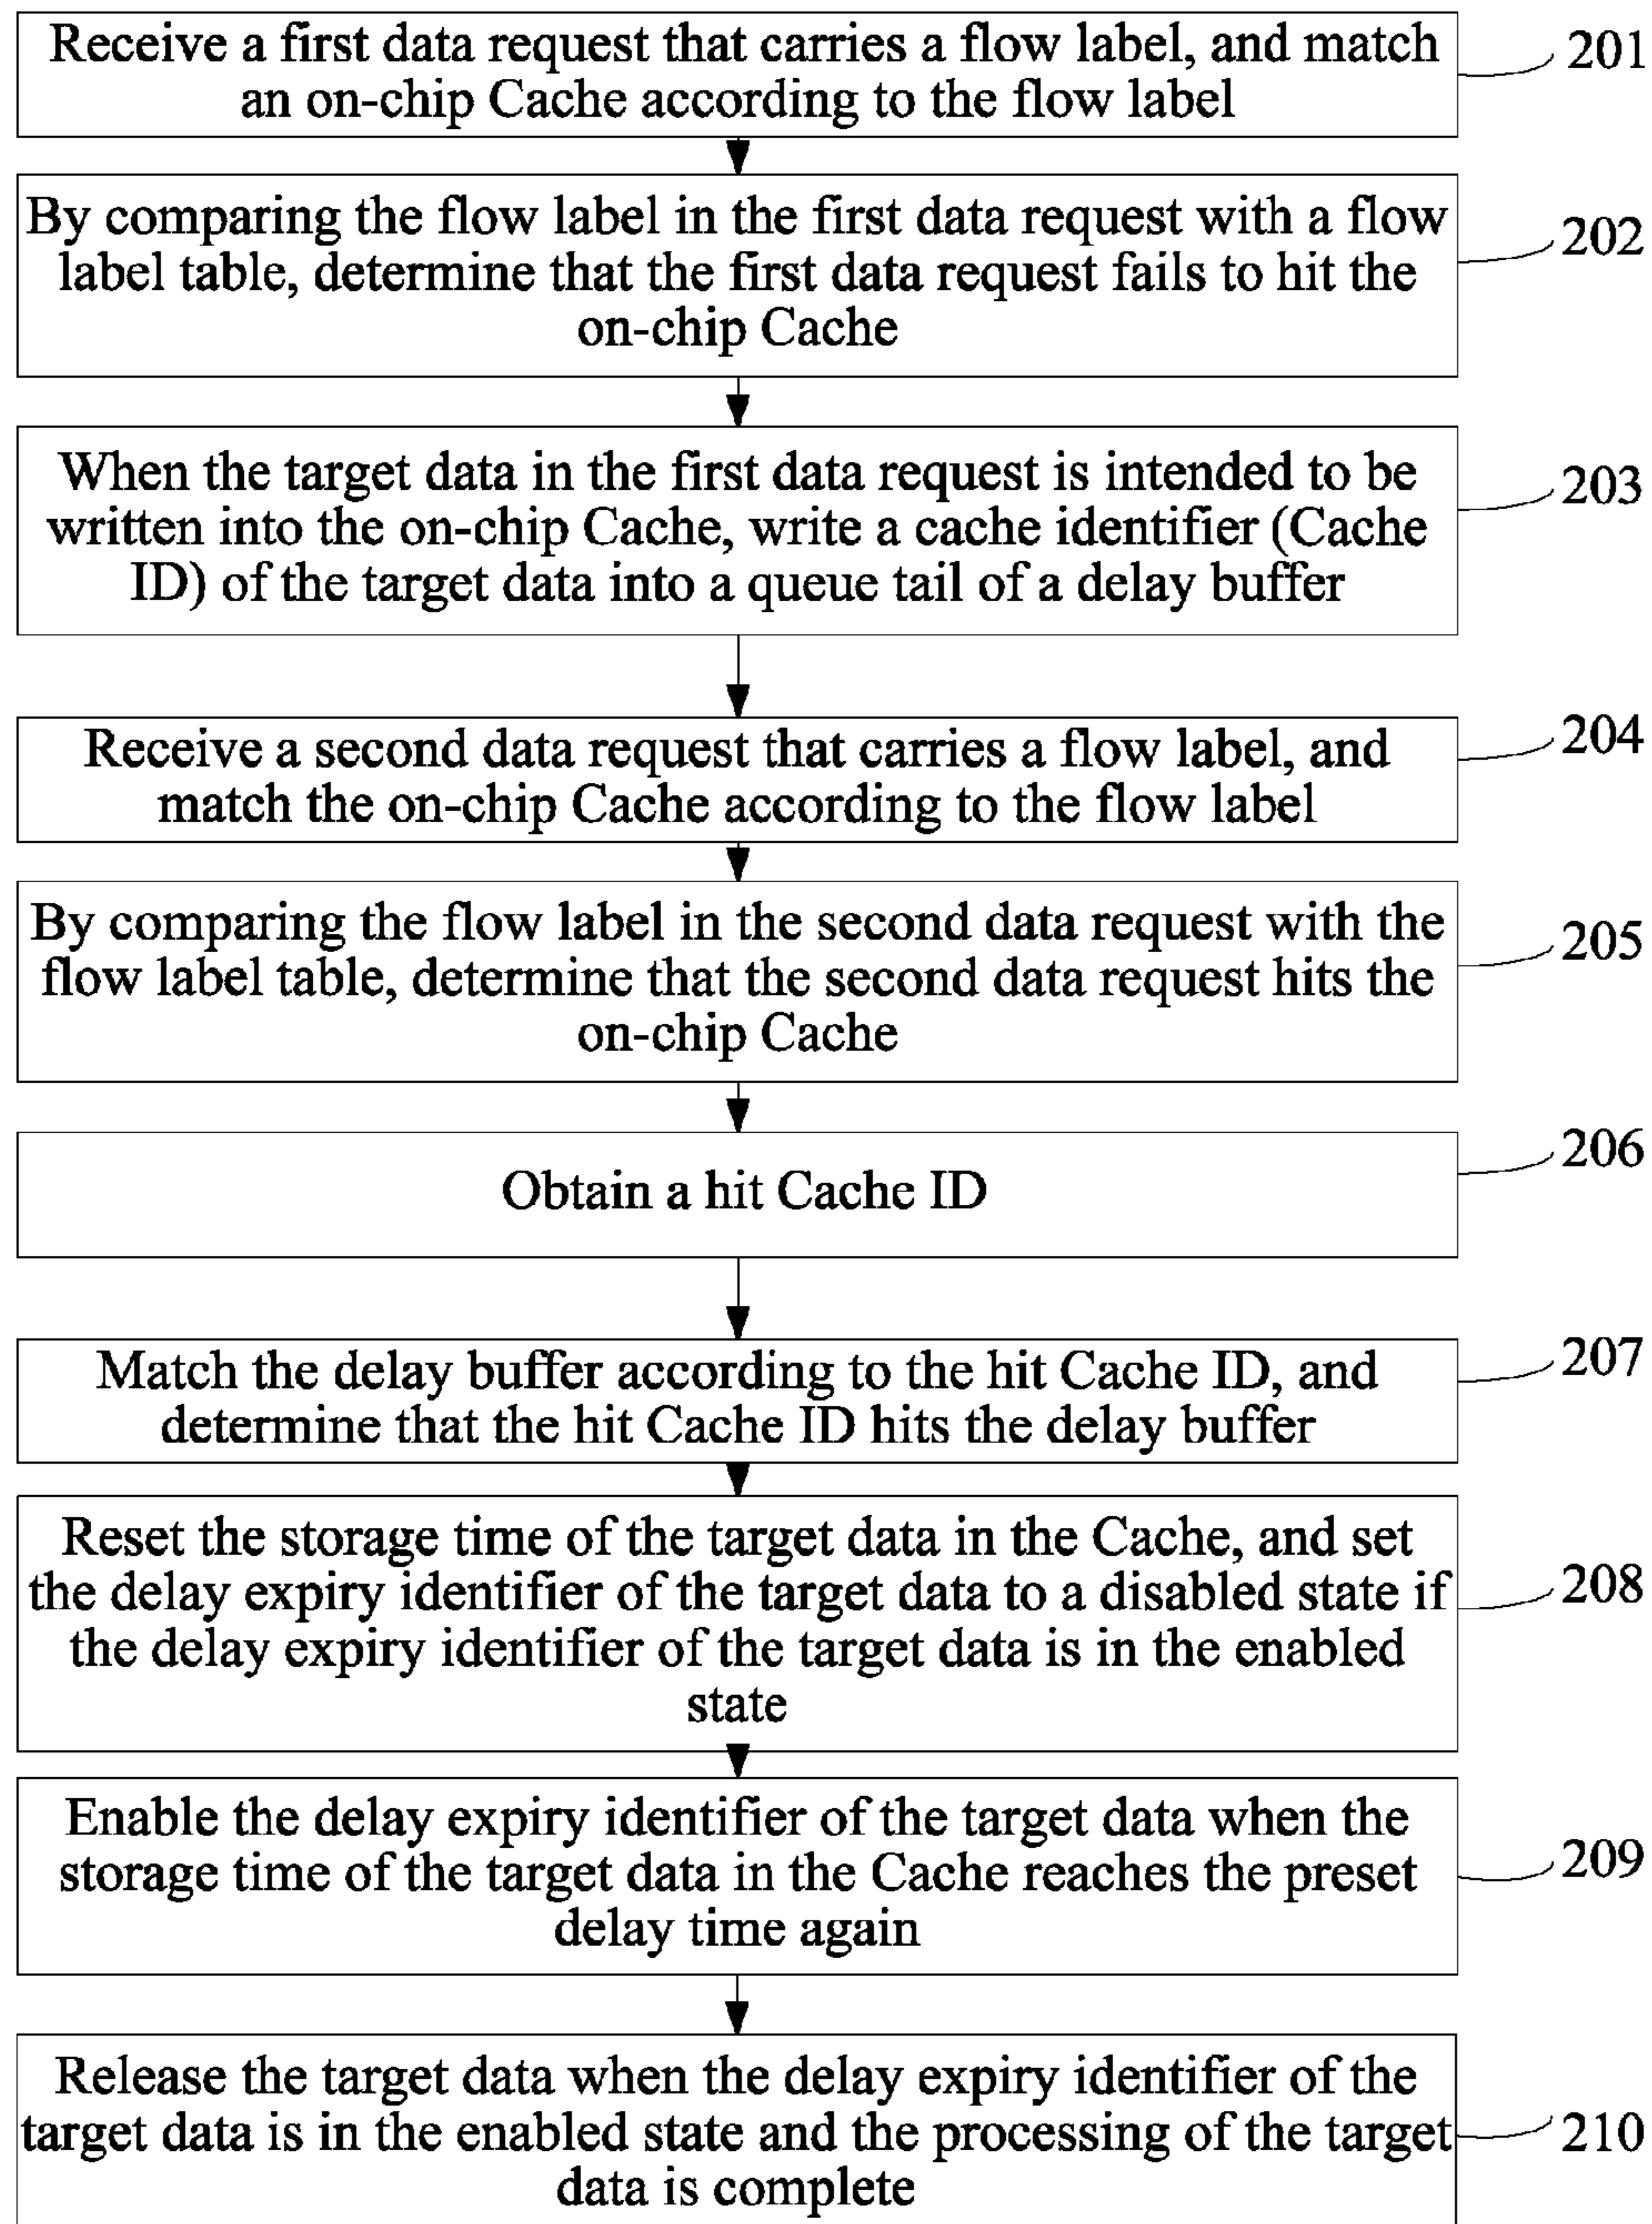 Receive a first data request that carries a flow label, and match
an on-chip Cache according to the flow label
201
By comparing the flow label in the first data request with a flow
label table, determine that the first data request fails to hit the
on-chip Cache
202
When the target data in the first data request is intended to be
written into the on-chip Cache, write a cache identifier (Cache
ID) of the target data into a queue tail of a delay buffer
203
Receive a second data request that carries a flow label, and
match the on-chip Cache according to the flow label
204
By comparing the flow label in the second data request with the
flow label table, determine that the second data request hits the
on-chip Cache
205
Obtain a hit Cache ID
206
Match the delay buffer according to the hit Cache ID, and
determine that the hit Cache ID hits the delay buffer
207
Reset the storage time of the target data in the Cache, and set
the delay expiry identifier of the target data to a disabled state if
the delay expiry identifier of the target data is in the enabled
state
208
Enable the delay expiry identifier of the target data when the
storage time of the target data in the Cache reaches the preset
delay time again
209
Release the target data when the delay expiry identifier of the
target data is in the enabled state and the processing of the target
data is complete
210